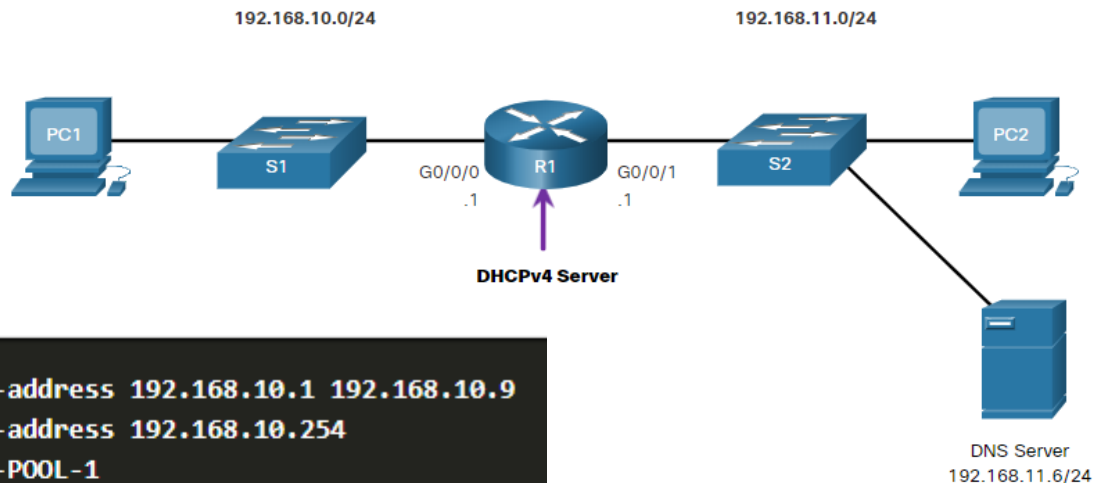 192.168.10.0/24
192.168.11.0/24
PC1
S1
G0/0/0
.1
R1
G0/0/1
.1
S2
PC2
DHCPv4 Server
-address 192.168.10.1 192.168.10.9
-address 192.168.10.254
-POOL-1
DNS Server
192.168.11.6/24